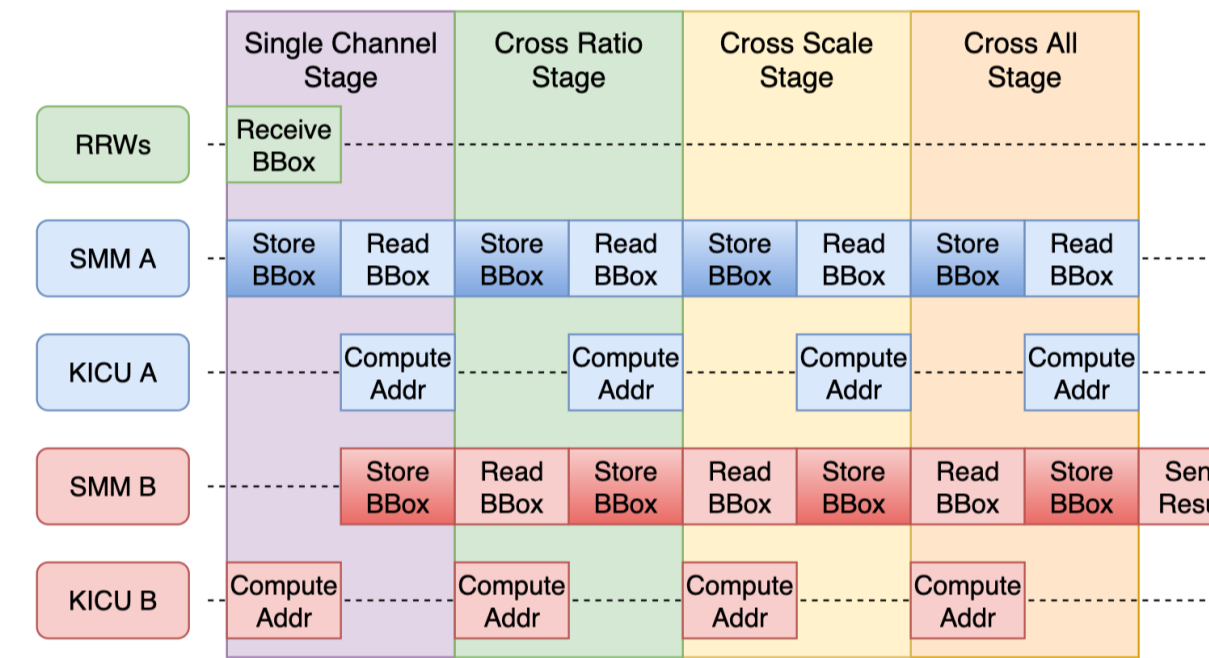 Single Channel
Stage
Cross Ratio
Stage
Cross Scale
Stage
Cross All
Stage
RRWs
Receive
BBox
SMM A
Store
BBox
Read
BBox
Store
BBox
Read
BBox
Store
BBox
Read
BBox
Store
BBox
Read
BBox
KICU A
Compute
Addr
Compute
Addr
Compute
Addr
Compute
Addr
SMM B
Store
BBox
Read
BBox
Store
BBox
Read
BBox
Store
BBox
Read
BBox
Store
BBox
KICU B
Compute
Addr
Compute
Addr
Compute
Addr
Compute
Addr